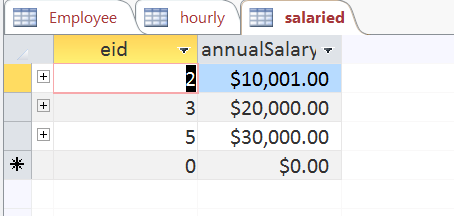 Employee hourly salaried
eid annualSalary
2 $10,001.00
3 $20,000.00
5 $30,000.00
0 $0.00